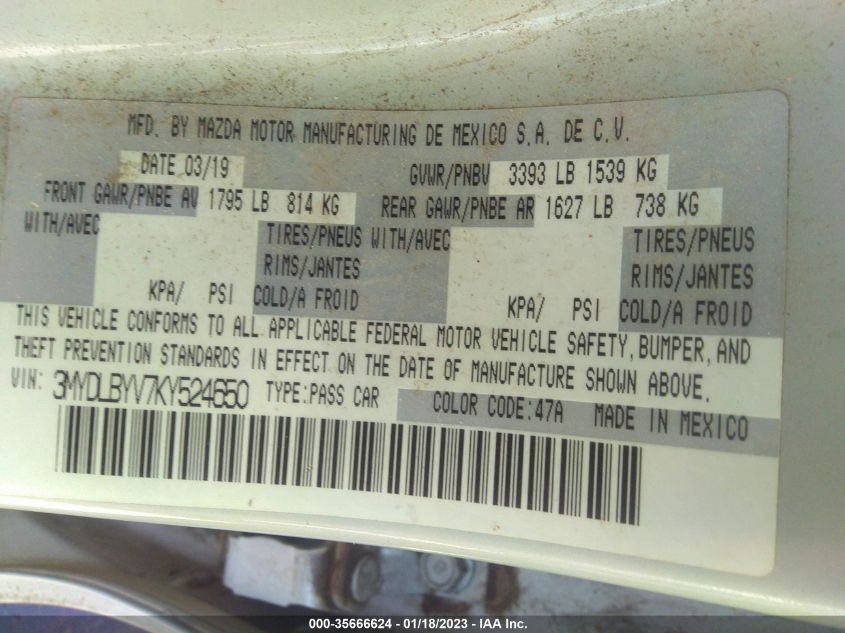 MFD. BY MAZDA MOTOR MANUFACTURING DE MEXICO S.A. DE C.V.
DATE 03/19 GVWR/PNBV 3393 LB 1539 KG
FRONT GAWR/PNBE AV 1795 LB 814 KG REAR GAWR/PNBE AR 1627 LB 738 KG
WITH/AVEC TIRES/PNEUS WITH/AVEC TIRES/PNEUS
RIMS/JANTES RIMS/JANTES
KPA/ PSI COLD/A FROID KPA/ PSI COLD/A FROID
THIS VEHICLE CONFORMS TO ALL APPLICABLE FEDERAL MOTOR VEHICLE SAFETY, BUMPER, AND
THEFT PREVENTION STANDARDS IN EFFECT ON THE DATE OF MANUFACTURE SHOWN ABOVE.
VIN: 3MYDLBYV7KY524650 TYPE:PASS CAR COLOR CODE:47A MADE IN MEXICO
000-35666624 - 01/18/2023 - IAA Inc.